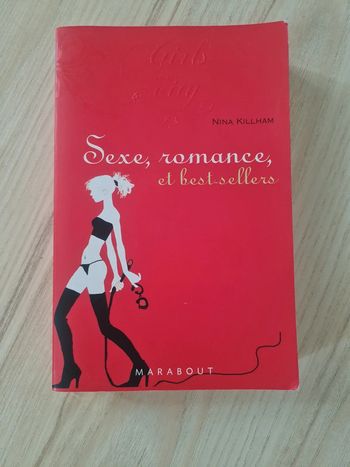 Girls
in the
city
NINA KILLHAM
Sexe, romance,
et best-sellers
MARABOUT